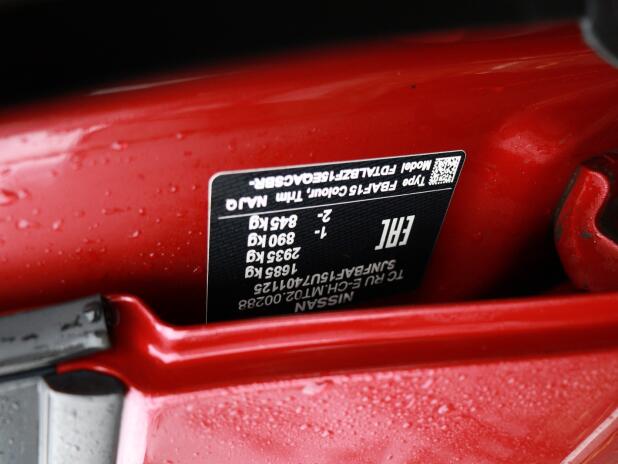 NISSAN
TC RU E-CH.MT02.00288
SJNFBAF15U7401125
1685 kg
2935 kg
1- 890 kg
2- 845 kg
EAC
Type FBAF15 Colour, Trim NAJ Q
Model FDTALBZF15EQACSBR-